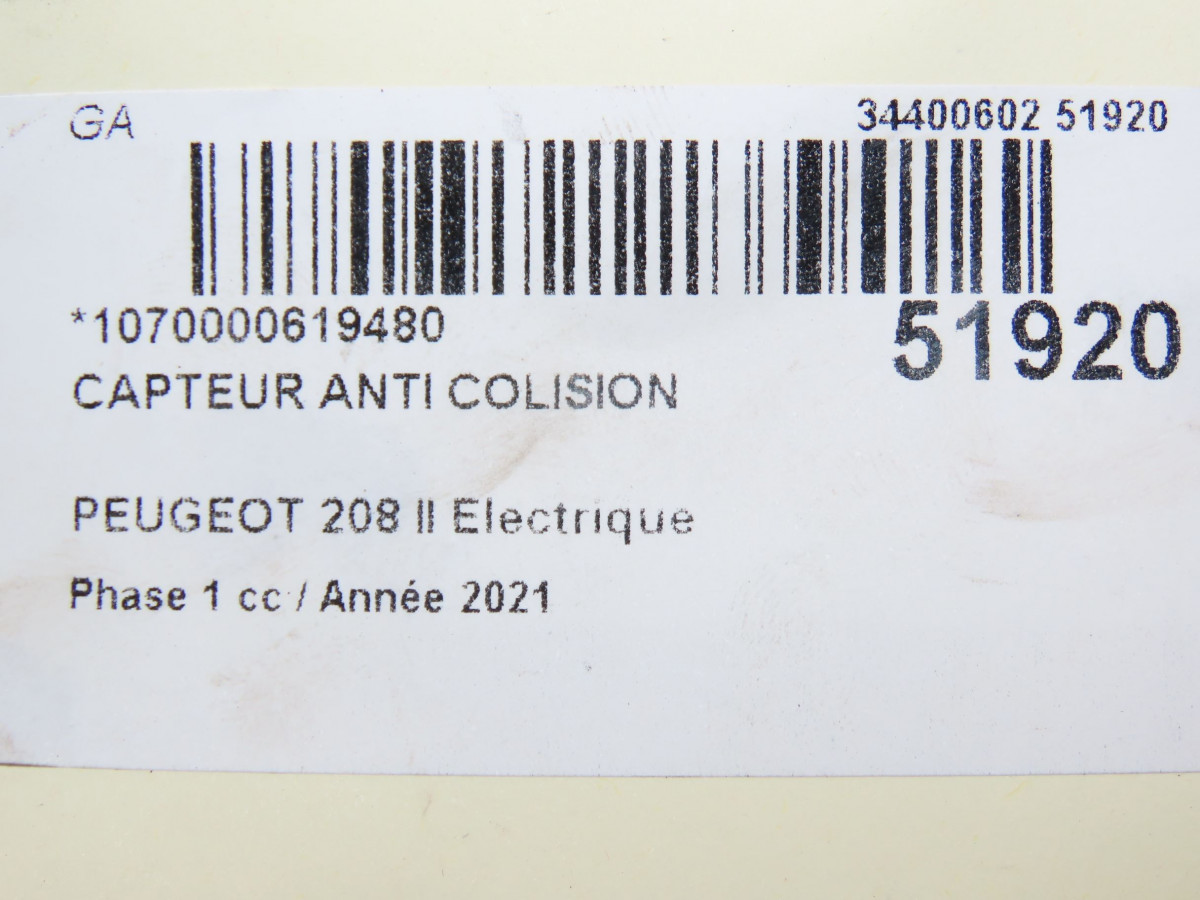 GA
34400602 51920
*1070000619480
51920
CAPTEUR ANTI COLISION
PEUGEOT 208 II Electrique
Phase 1 cc / Année 2021